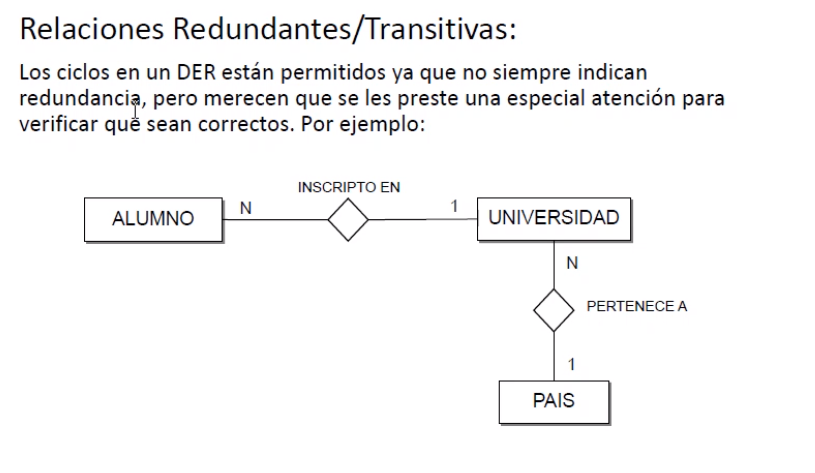 Relaciones Redundantes/Transitivas:
Los ciclos en un DER están permitidos ya que no siempre indican
redundancia, pero merecen que se les preste una especial atención para
verificar que sean correctos. Por ejemplo:
INSCRIPTO EN
ALUMNO N 1 UNIVERSIDAD
N
PERTENECE A
1
PAIS